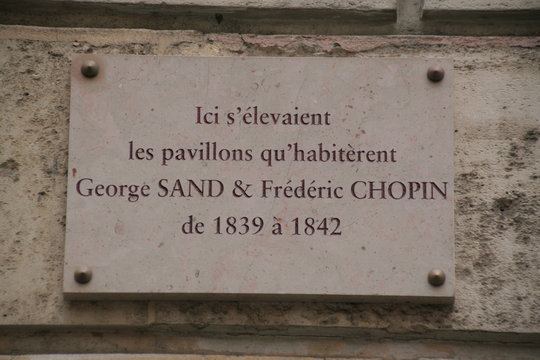 Ici s'élevaient
les pavillons qu'habitèrent
George SAND & Frédéric CHOPIN
de 1839 à 1842